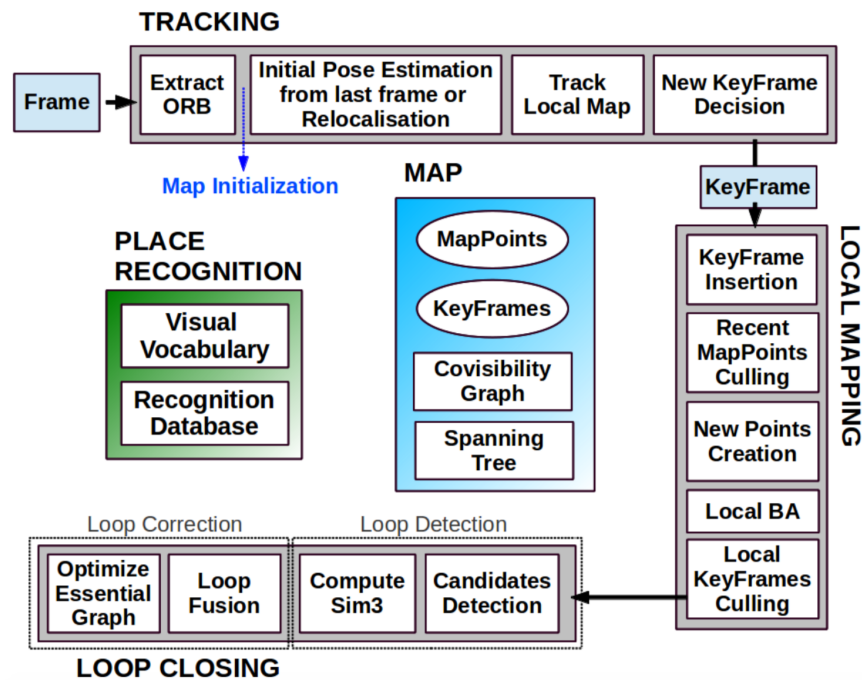 TRACKING
Frame
Extract
ORB
Initial Pose Estimation
from last frame or
Relocalisation
Track
Local Map
New KeyFrame
Decision
Map Initialization
MAP
KeyFrame
MapPoints
KeyFrames
Covisibility
Graph
Spanning
Tree
PLACE
RECOGNITION
Visual
Vocabulary
Recognition
Database
LOCAL MAPPING
KeyFrame
Insertion
Recent
MapPoints
Culling
New Points
Creation
Local BA
Local
KeyFrames
Culling
Loop Correction
Loop Detection
Optimize
Essential
Graph
Loop
Fusion
Compute
Sim3
Candidates
Detection
LOOP CLOSING